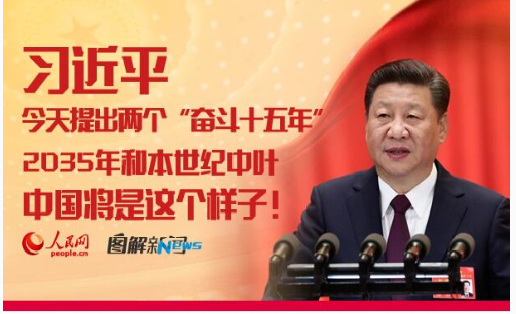 习近平
今天提出两个“奋斗十五年”
2035年和本世纪中叶
中国将是这个样子！
人民网 图解新闻 News
people.cn